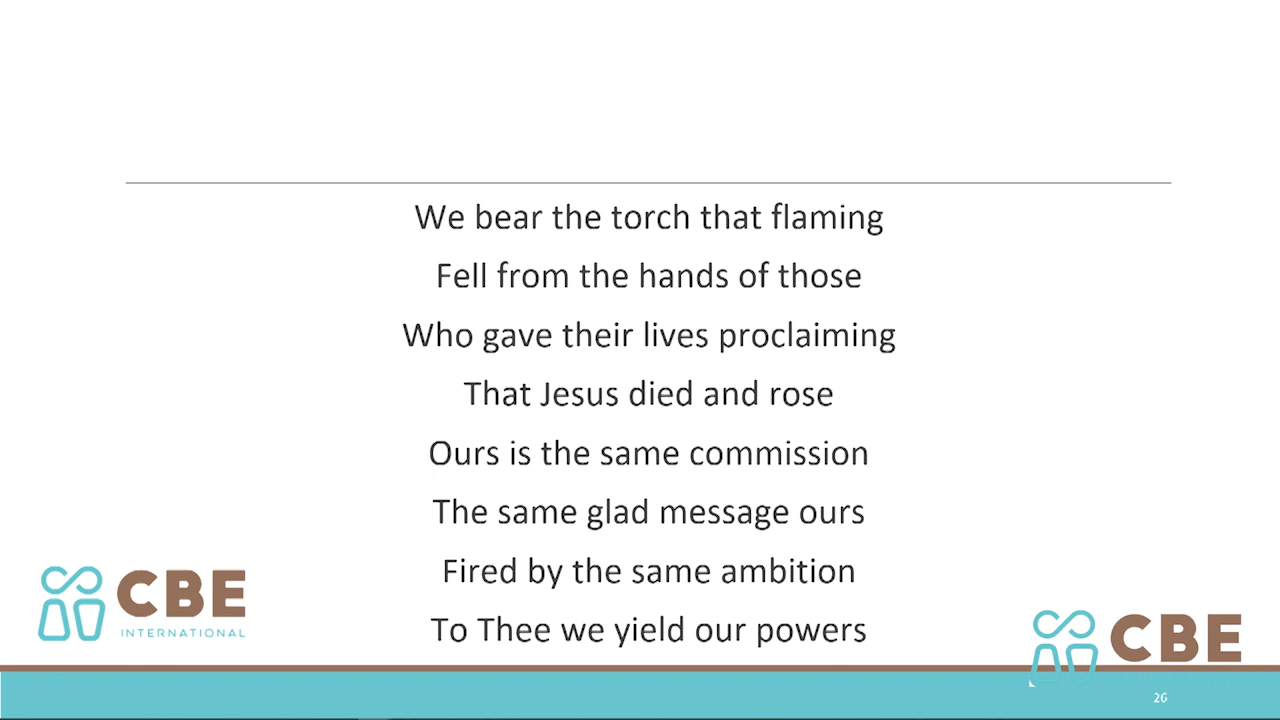 We bear the torch that flaming
Fell from the hands of those
Who gave their lives proclaiming
That Jesus died and rose
Ours is the same commission
The same glad message ours
Fired by the same ambition
To Thee we yield our powers
CBE
INTERNATIONAL
CBE
26